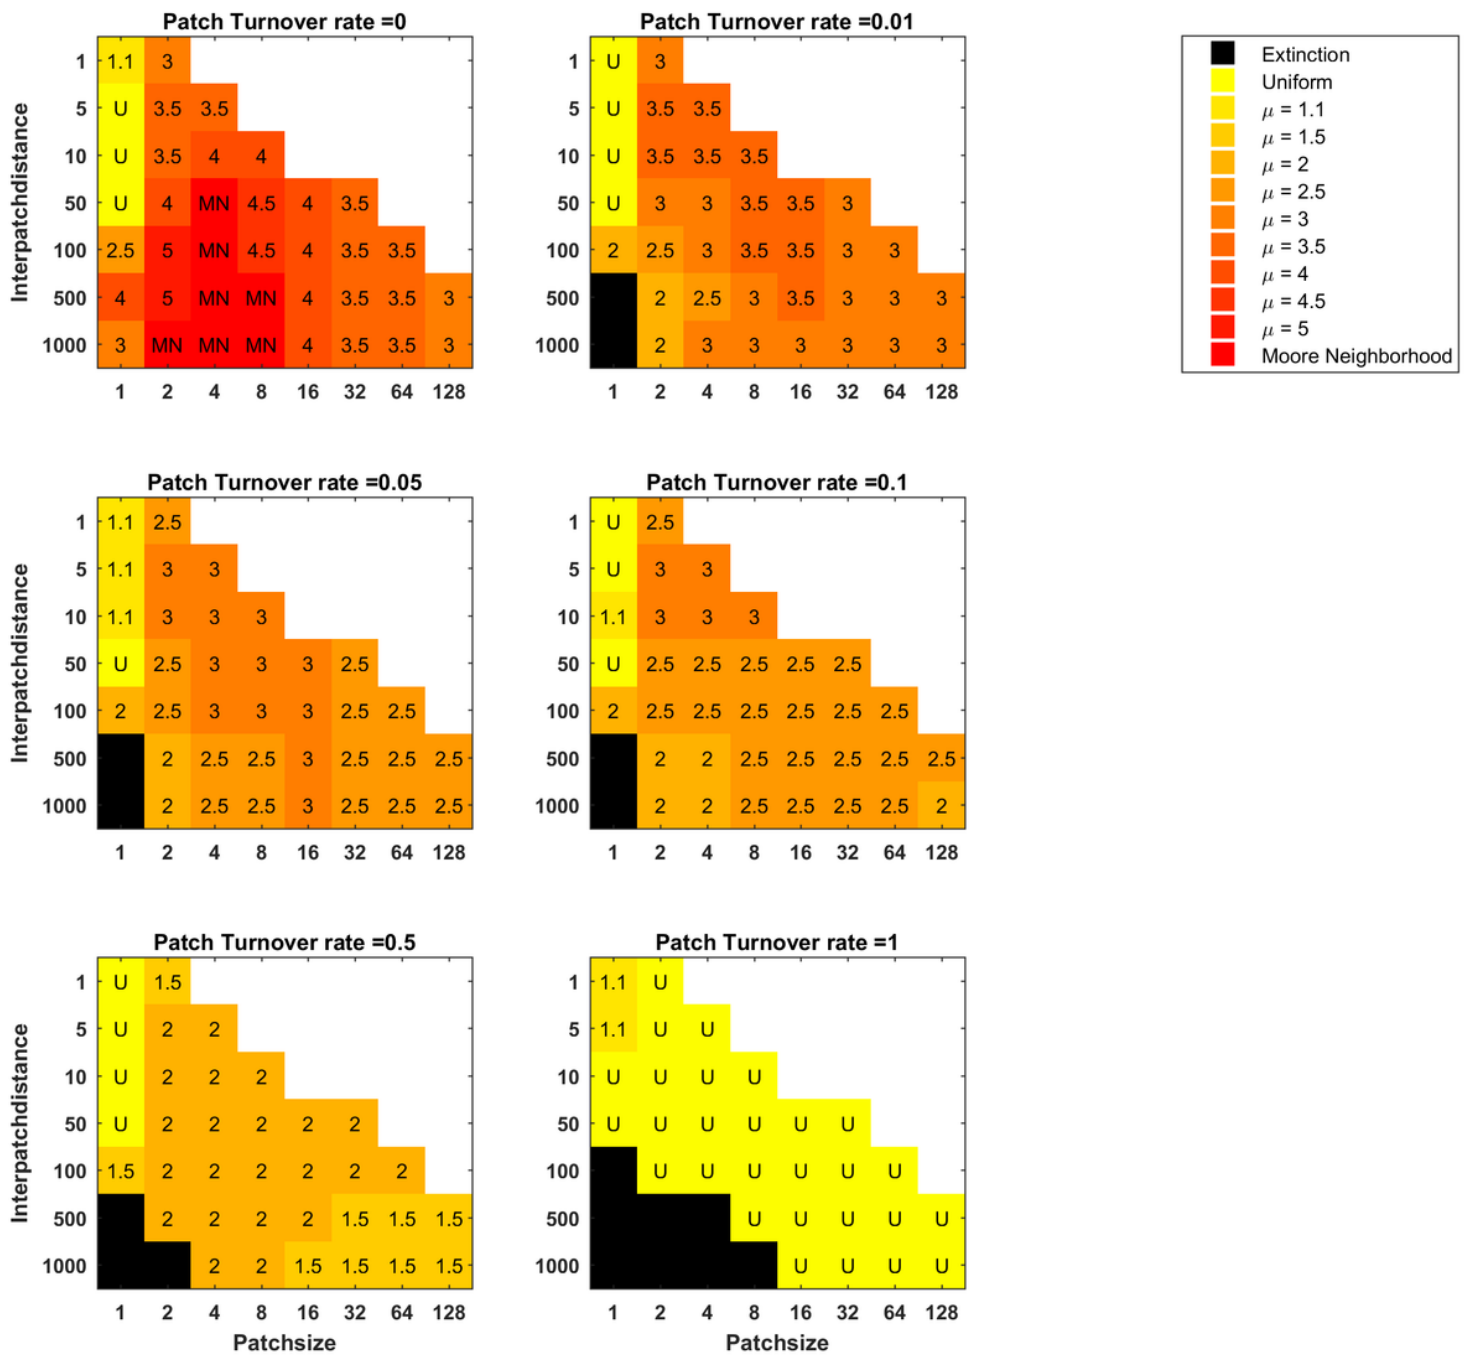 Patch Turnover rate =0
Interpatchdistance
1 1.1 3
5 U 3.5 3.5
10 U 3.5 4 4
50 U 4 MN 4.5 4 3.5
100 2.5 5 MN 4.5 4 3.5 3.5
500 4 5 MN MN 4 3.5 3.5 3
1000 3 MN MN MN 4 3.5 3.5 3
1 2 4 8 16 32 64 128
Patch Turnover rate =0.01
1 U 3
5 U 3.5 3.5
10 U 3.5 3.5 3.5
50 U 3 3 3.5 3.5 3
100 2 2.5 3 3.5 3.5 3 3
500 2 2.5 3 3.5 3 3 3
1000 2 3 3 3 3 3 3
1 2 4 8 16 32 64 128
Extinction
Uniform
μ = 1.1
μ = 1.5
μ = 2
μ = 2.5
μ = 3
μ = 3.5
μ = 4
μ = 4.5
μ = 5
Moore Neighborhood
Patch Turnover rate =0.05
Interpatchdistance
1 1.1 2.5
5 1.1 3 3
10 1.1 3 3 3
50 U 2.5 3 3 3 2.5
100 2 2.5 3 3 3 2.5 2.5
500 2 2.5 2.5 3 2.5 2.5 2.5
1000 2 2.5 2.5 3 2.5 2.5 2.5
1 2 4 8 16 32 64 128
Patch Turnover rate =0.1
1 U 2.5
5 U 3 3
10 1.1 3 3 3
50 U 2.5 2.5 2.5 2.5 2.5
100 2 2.5 2.5 2.5 2.5 2.5 2.5
500 2 2 2.5 2.5 2.5 2.5 2.5
1000 2 2 2.5 2.5 2.5 2.5 2
1 2 4 8 16 32 64 128
Patch Turnover rate =0.5
Interpatchdistance
1 U 1.5
5 U 2 2
10 U 2 2 2
50 U 2 2 2 2 2
100 1.5 2 2 2 2 2 2
500 2 2 2 2 1.5 1.5 1.5
1000 2 2 1.5 1.5 1.5 1.5
1 2 4 8 16 32 64 128
Patchsize
Patch Turnover rate =1
1 1.1 U
5 1.1 U U
10 U U U U
50 U U U U U U
100 U U U U U U
500 U U U U U
1000 U U U U
1 2 4 8 16 32 64 128
Patchsize